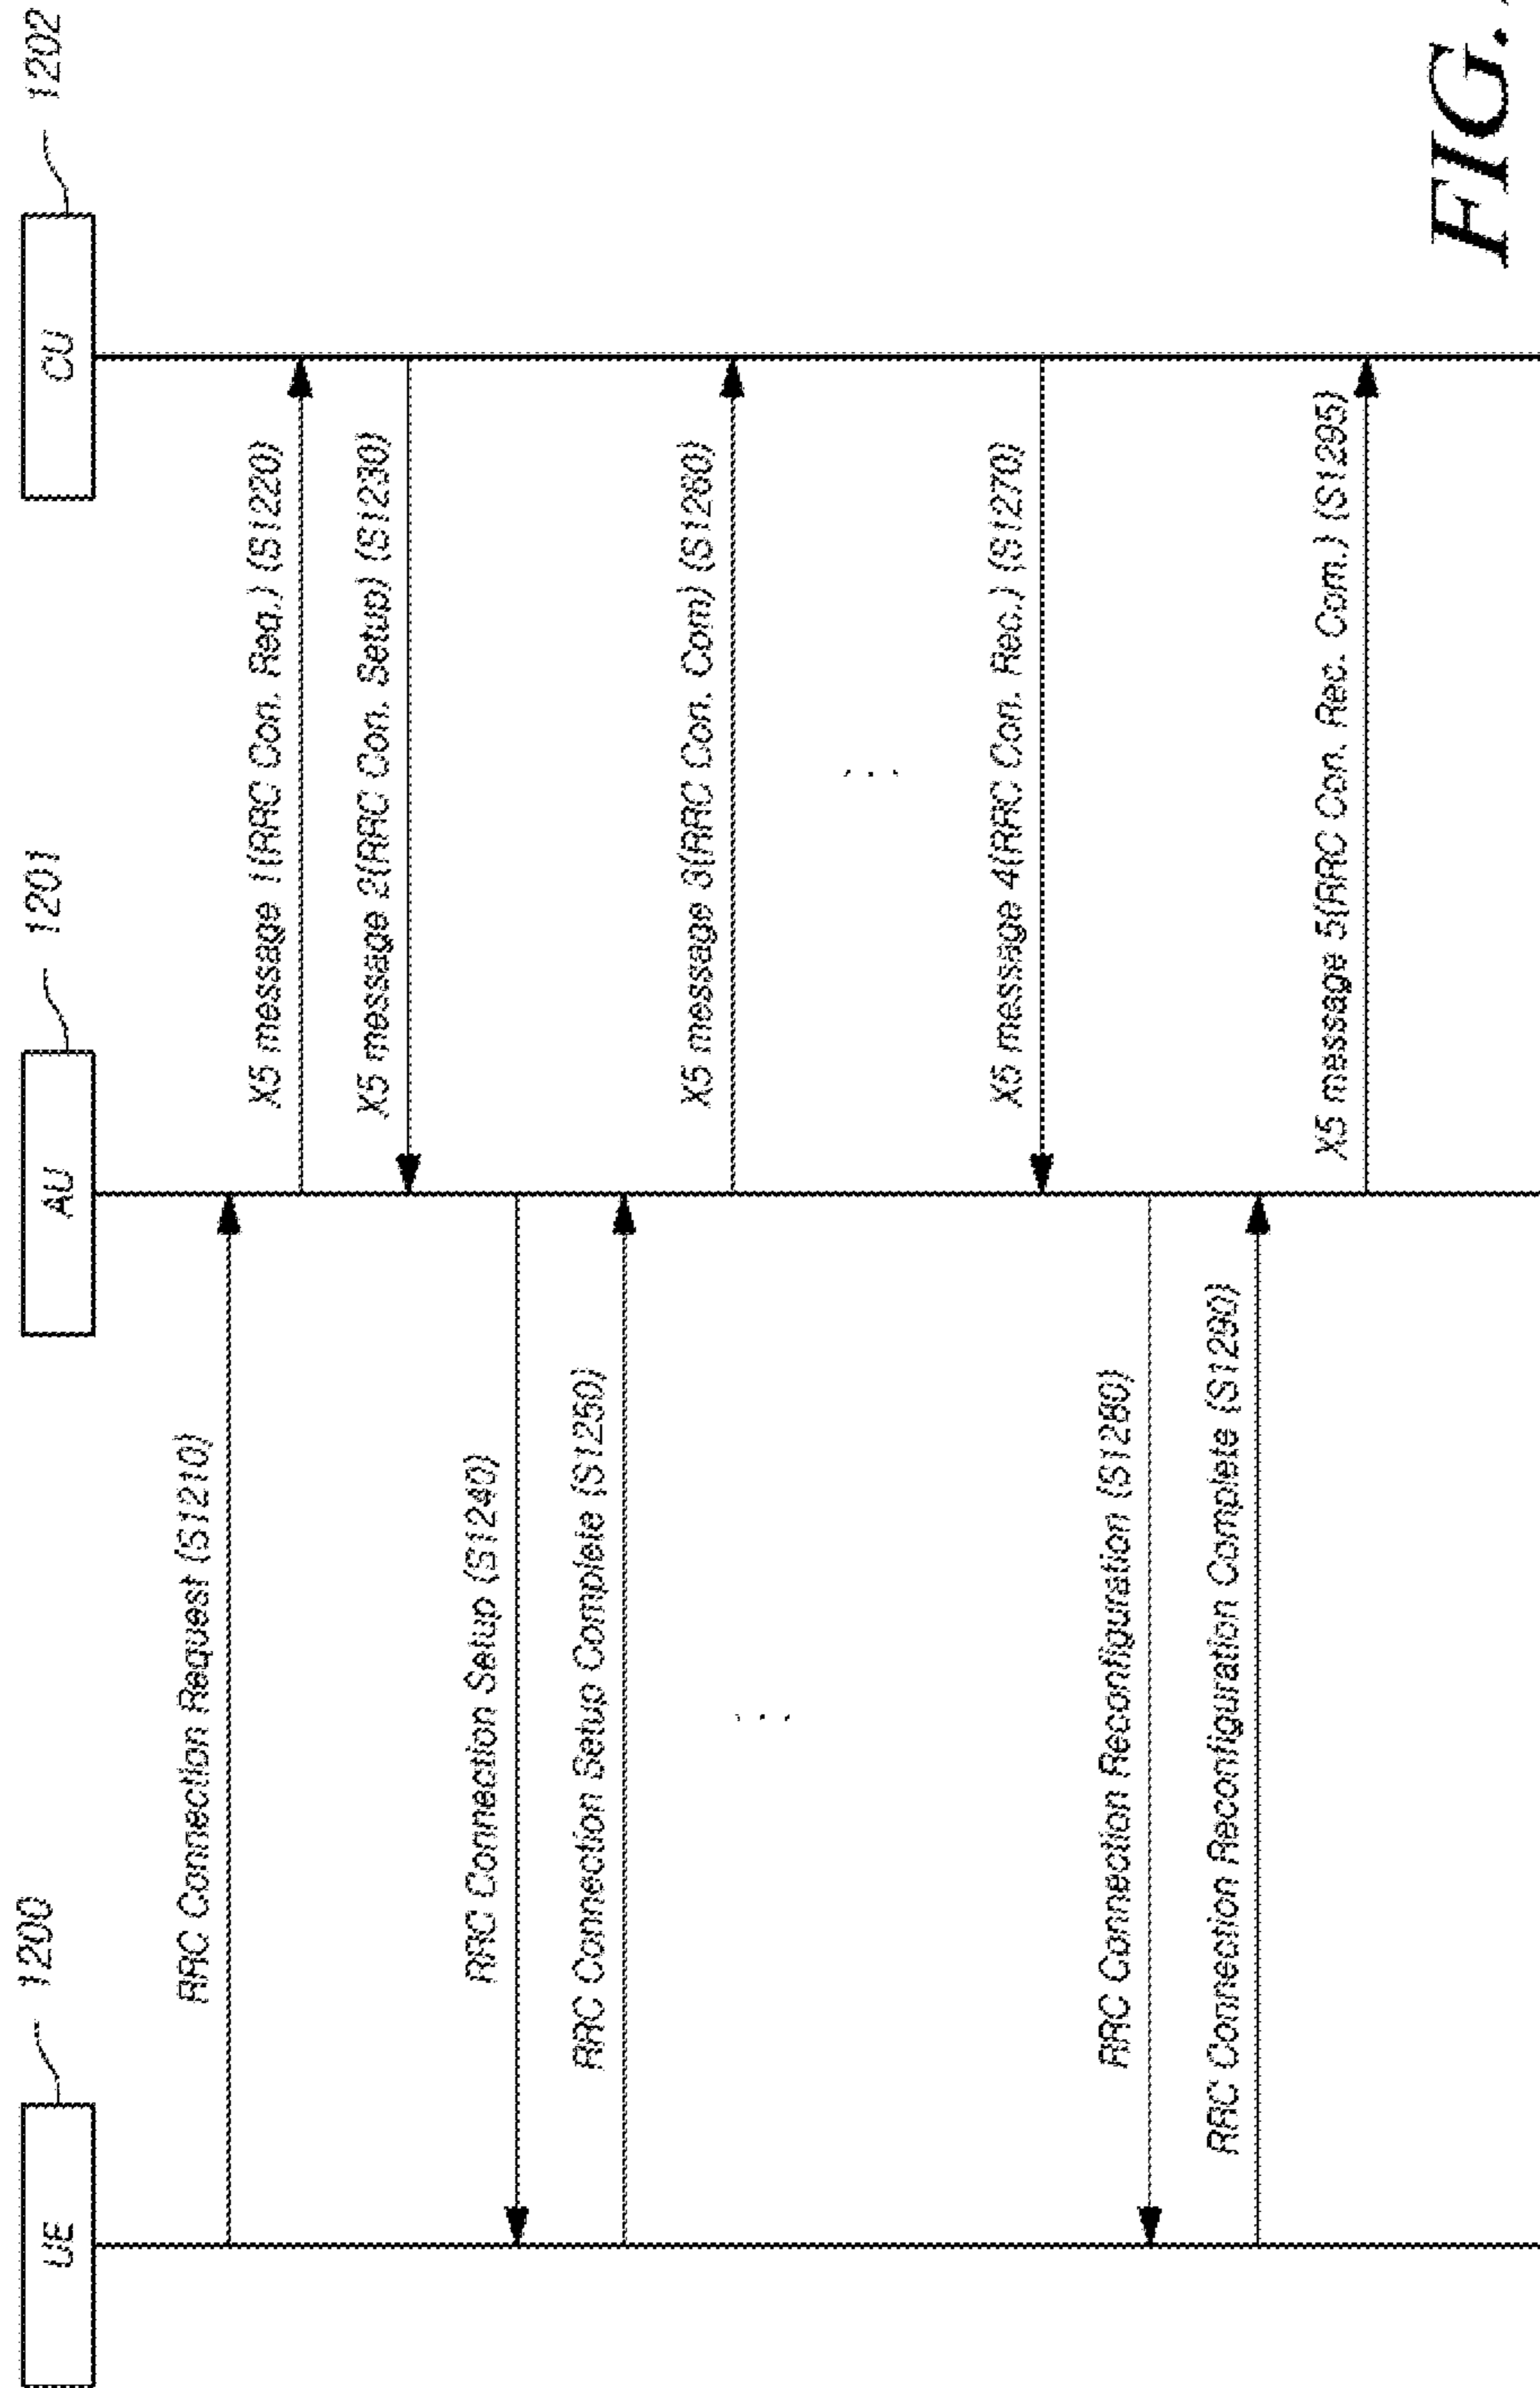 UE
1200
AU
1201
CU
1202
RRC Connection Request (S1210)
X5 message 1(RRC Con. Req.) (S1220)
X5 message 2(RRC Con. Setup) (S1230)
RRC Connection Setup (S1240)
RRC Connection Setup Complete (S1250)
X5 message 3(RRC Con. Com) (S1260)
. . .
. . .
X5 message 4(RRC Con. Rec.) (S1270)
RRC Connection Reconfiguration (S1280)
RRC Connection Reconfiguration Complete (S1290)
X5 message 5(RRC Con. Rec. Com.) (S1295)
FIG.